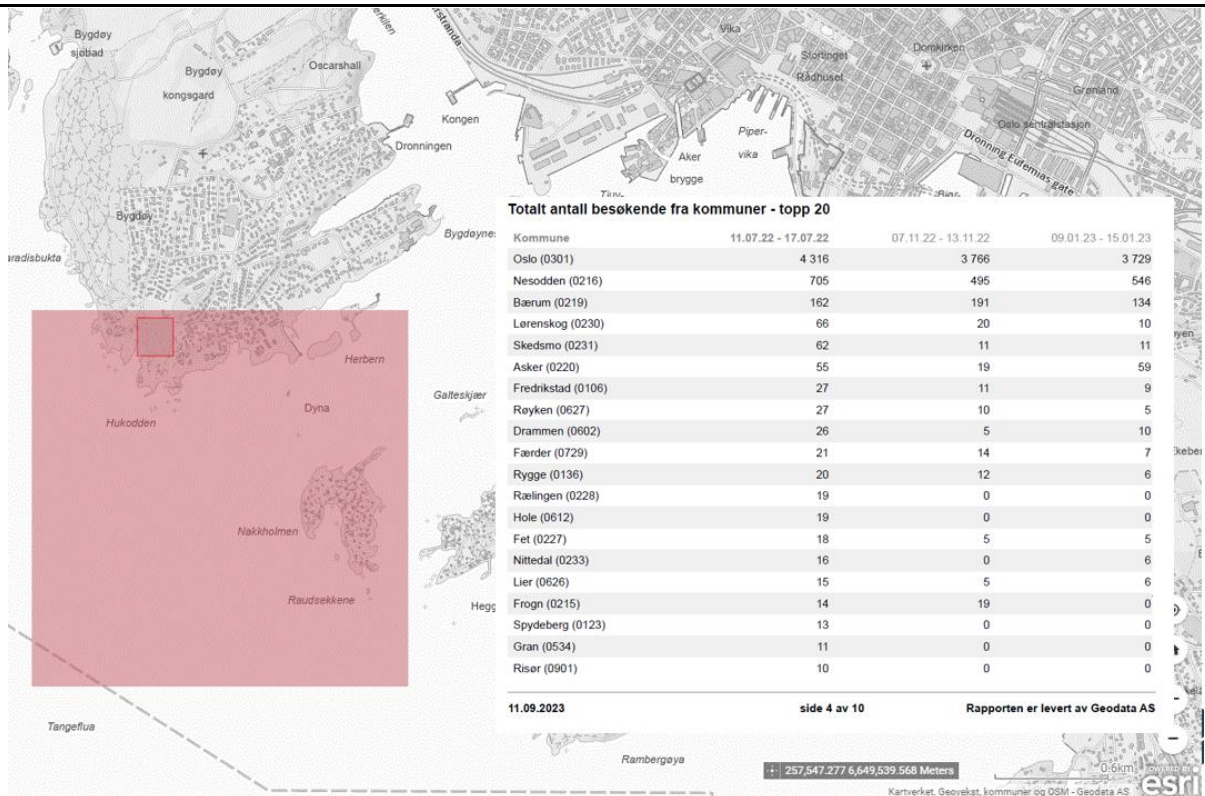 Bygdøy
sjøbad
Bygdøy
kongsgard
Oscarshall
Kongen
Dronningen
Vika
Stortinget
Rådhuset
Domkirken
Grønland
Oslo sentralstasjon
Dronning Eufemias gate
Piper-
vika
Aker
brygge
Bygdøy
Herbern
Galteskjær
Dyna
Hukodden
Nakkholmen
Raudsekkene
Tangeflua
Rambergøya
Totalt antall besøkende fra kommuner - topp 20
Kommune 11.07.22 - 17.07.22 07.11.22 - 13.11.22 09.01.23 - 15.01.23
Oslo (0301) 4 316 3 766 3 729
Nesodden (0216) 705 495 546
Bærum (0219) 162 191 134
Lørenskog (0230) 66 20 10
Skedsmo (0231) 62 11 11
Asker (0220) 55 19 59
Fredrikstad (0106) 27 11 9
Røyken (0627) 27 10 5
Drammen (0602) 26 5 10
Færder (0729) 21 14 7
Rygge (0136) 20 12 6
Rælingen (0228) 19 0 0
Hole (0612) 19 0 0
Fet (0227) 18 5 5
Nittedal (0233) 16 0 6
Lier (0626) 15 5 6
Frogn (0215) 14 19 0
Spydeberg (0123) 13 0 0
Gran (0534) 11 0 0
Risør (0901) 10 0 0
11.09.2023 side 4 av 10 Rapporten er levert av Geodata AS
257,547.277 6,649,539.568 Meters
0.6km
Kartverket, Geovekst, kommuner og OSM - Geodata AS
POWERED BY
esri